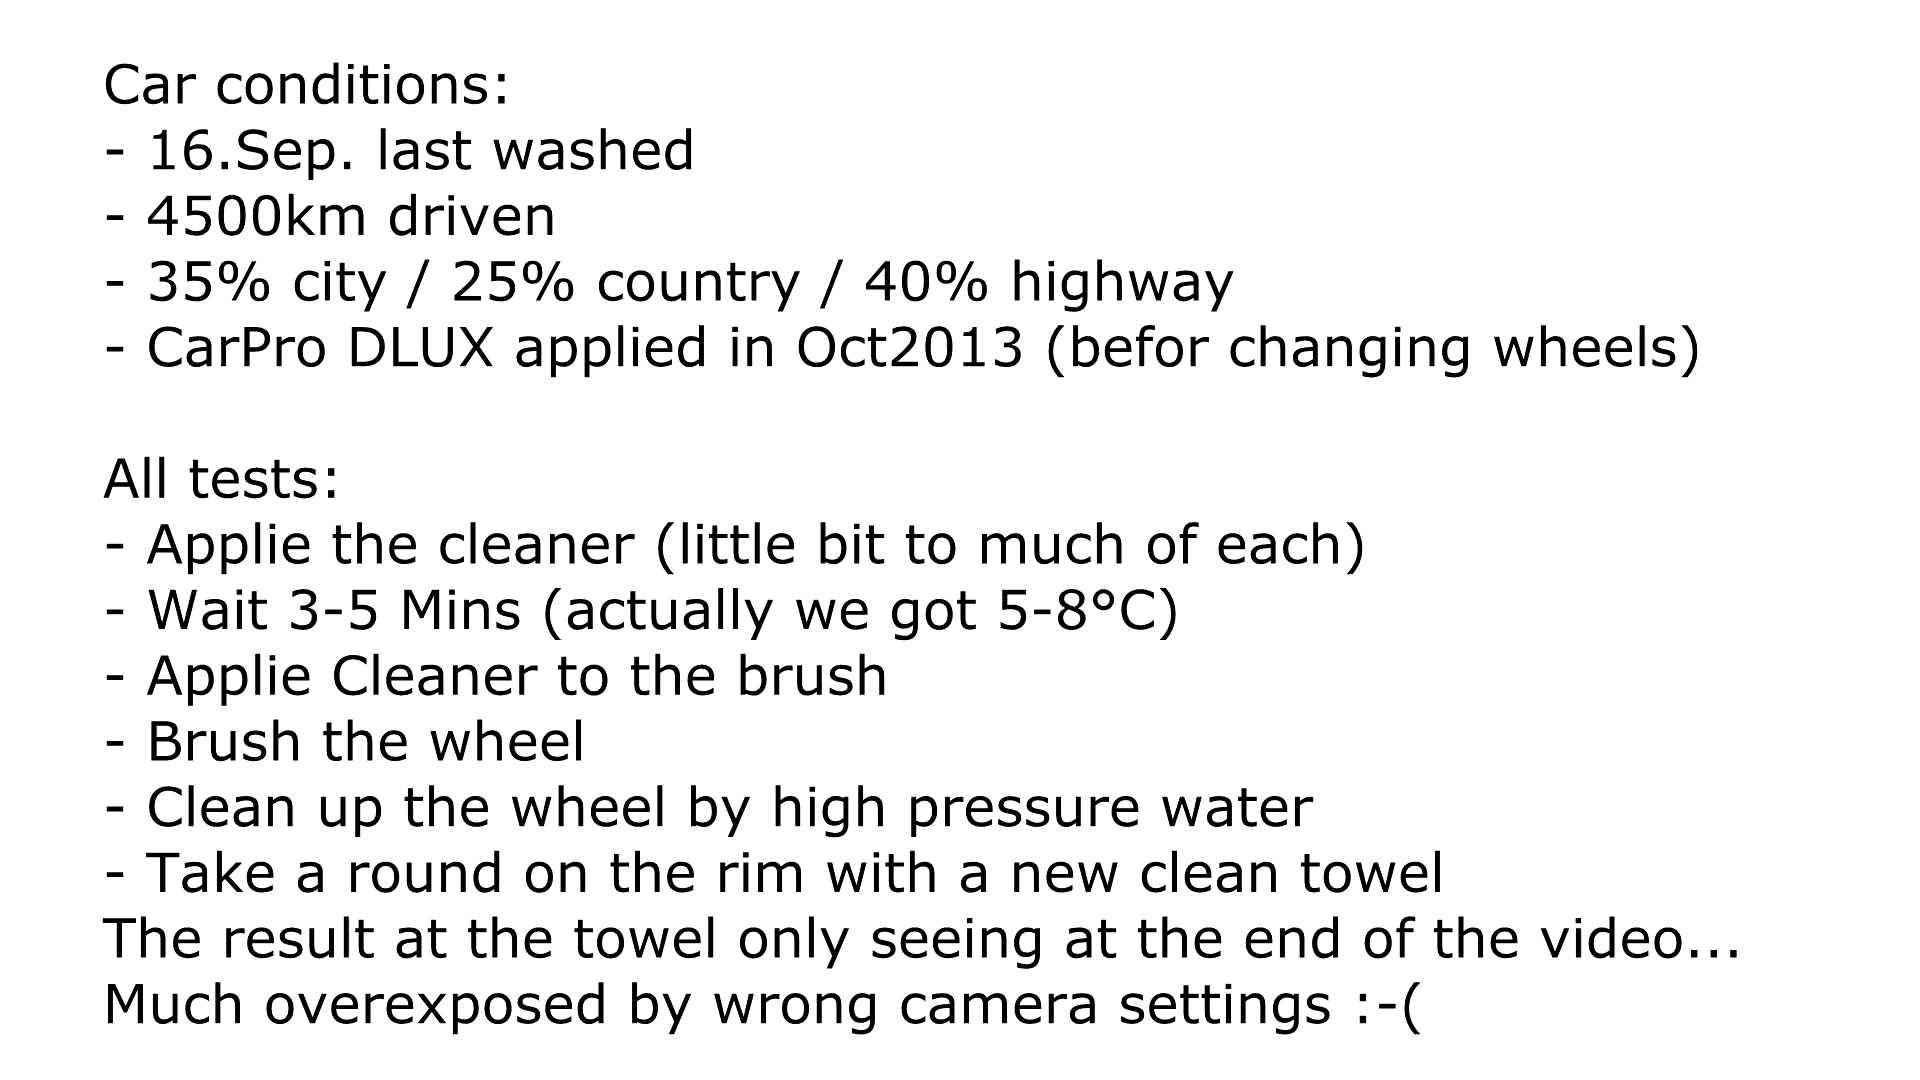 Car conditions:
- 16.Sep. last washed
- 4500km driven
- 35% city / 25% country / 40% highway
- CarPro DLUX applied in Oct2013 (befor changing wheels)
All tests:
- Applie the cleaner (little bit to much of each)
- Wait 3-5 Mins (actually we got 5-8°C)
- Applie Cleaner to the brush
- Brush the wheel
- Clean up the wheel by high pressure water
- Take a round on the rim with a new clean towel
The result at the towel only seeing at the end of the video...
Much overexposed by wrong camera settings :-(